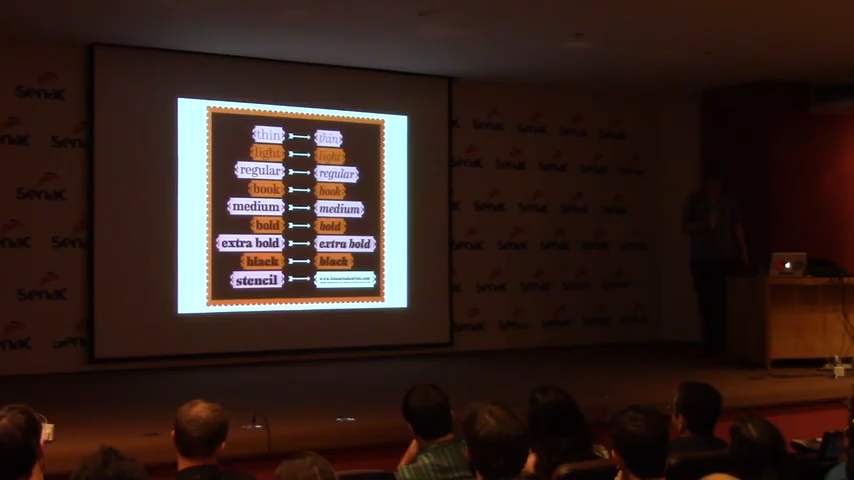 thin thin
light light
regular regular
book book
medium medium
bold bold
extra bold extra bold
black black
stencil
senac